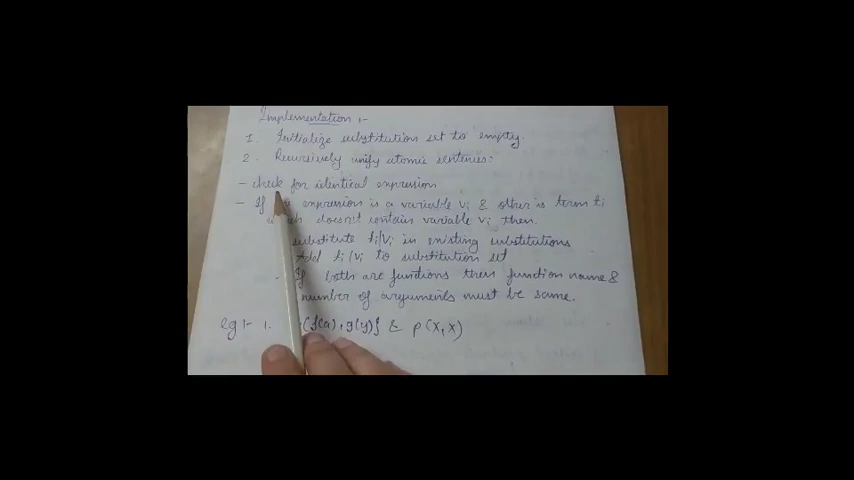 Implementation :-
1. Initialize substitution set to empty.
2. Recursively unify atomic sentences:
- check for identical expression
- If expression is a variable vi & other is term ti
doesn't contain variable vi then.
substitute ti/vi in existing substitutions
Add ti/vi to substitution set
- If both are functions then function name &
number of arguments must be same.
eg:- 1. (f(a), g(y)} & p(x, x)